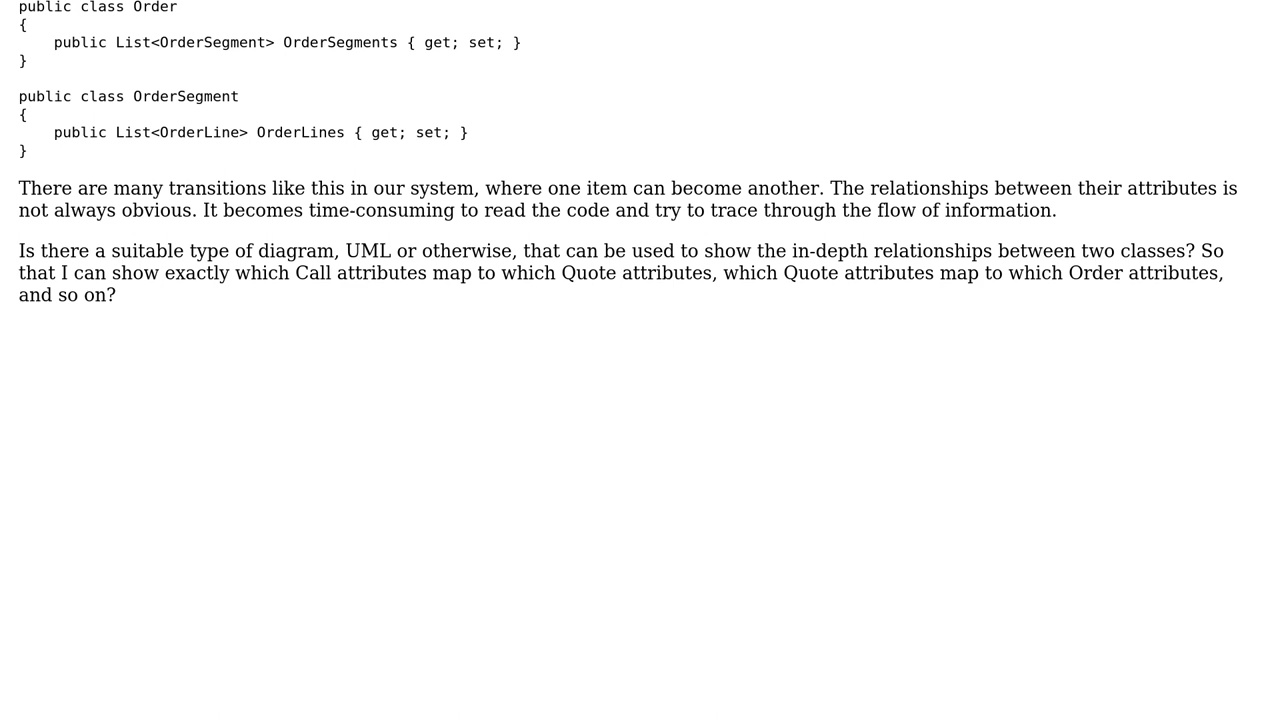 public class Order
{
    public List<OrderSegment> OrderSegments { get; set; }
}

public class OrderSegment
{
    public List<OrderLine> OrderLines { get; set; }
}

There are many transitions like this in our system, where one item can become another. The relationships between their attributes is
not always obvious. It becomes time-consuming to read the code and try to trace through the flow of information.

Is there a suitable type of diagram, UML or otherwise, that can be used to show the in-depth relationships between two classes? So
that I can show exactly which Call attributes map to which Quote attributes, which Quote attributes map to which Order attributes,
and so on?